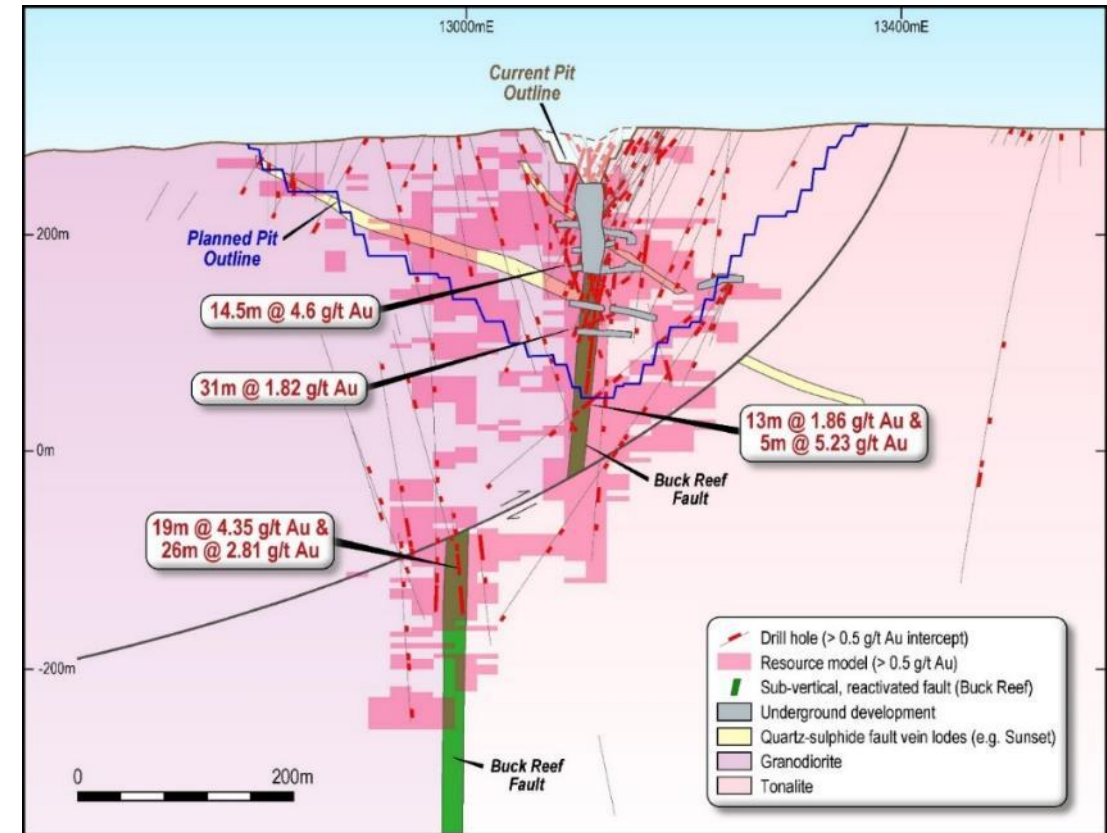 13000mE
13400mE
Current Pit
Outline
200m
Planned Pit
Outline
14.5m @ 4.6 g/t Au
31m @ 1.82 g/t Au
13m @ 1.86 g/t Au &
5m @ 5.23 g/t Au
0m
Buck Reef
Fault
19m @ 4.35 g/t Au &
26m @ 2.81 g/t Au
-200m
Drill hole (> 0.5 g/t Au intercept)
Resource model (> 0.5 g/t Au)
Sub-vertical, reactivated fault (Buck Reef)
Underground development
Quartz-sulphide fault vein lodes (e.g. Sunset)
Granodiorite
Tonalite
0
200m
Buck Reef
Fault